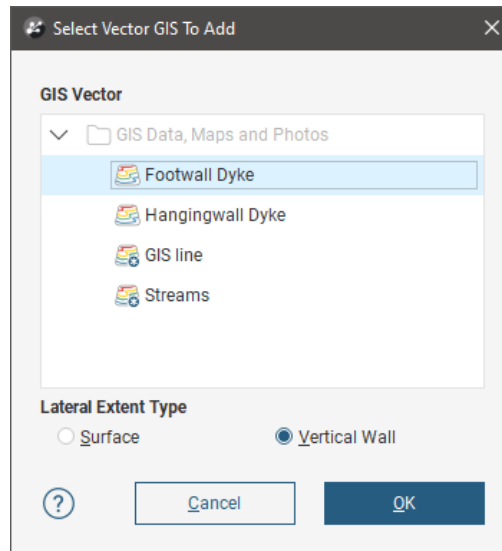 Select Vector GIS To Add
GIS Vector
GIS Data, Maps and Photos
Footwall Dyke
Hangingwall Dyke
GIS line
Streams
Lateral Extent Type
Surface Vertical Wall
? Cancel OK